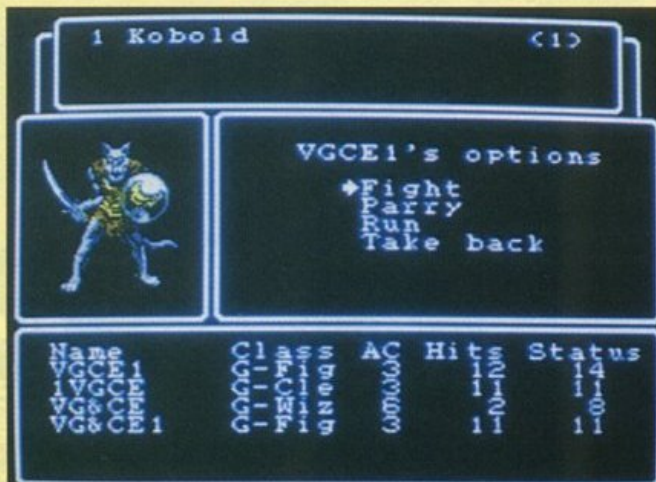 1 Kobold <1>
VGCE1's options
Fight
Parry
Run
Take back
Name Class AC Hits Status
VGCE1 G-Fig 3 12 14
1VGCE G-Cle 3 11 11
VG&CE G-Wiz 8 2 8
VG&CE1 G-Fig 3 11 11